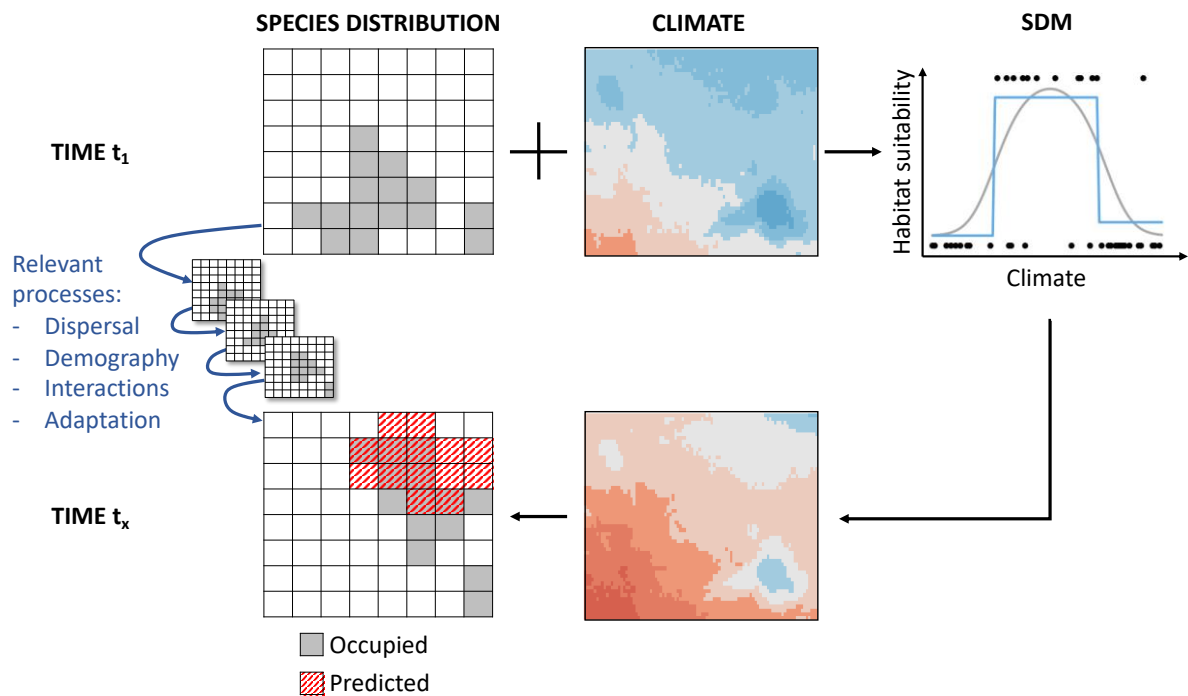 SPECIES DISTRIBUTION
CLIMATE
SDM
TIME t₁
Habitat suitability
Climate
Relevant
processes:
- Dispersal
- Demography
- Interactions
- Adaptation
TIME tₓ
Occupied
Predicted